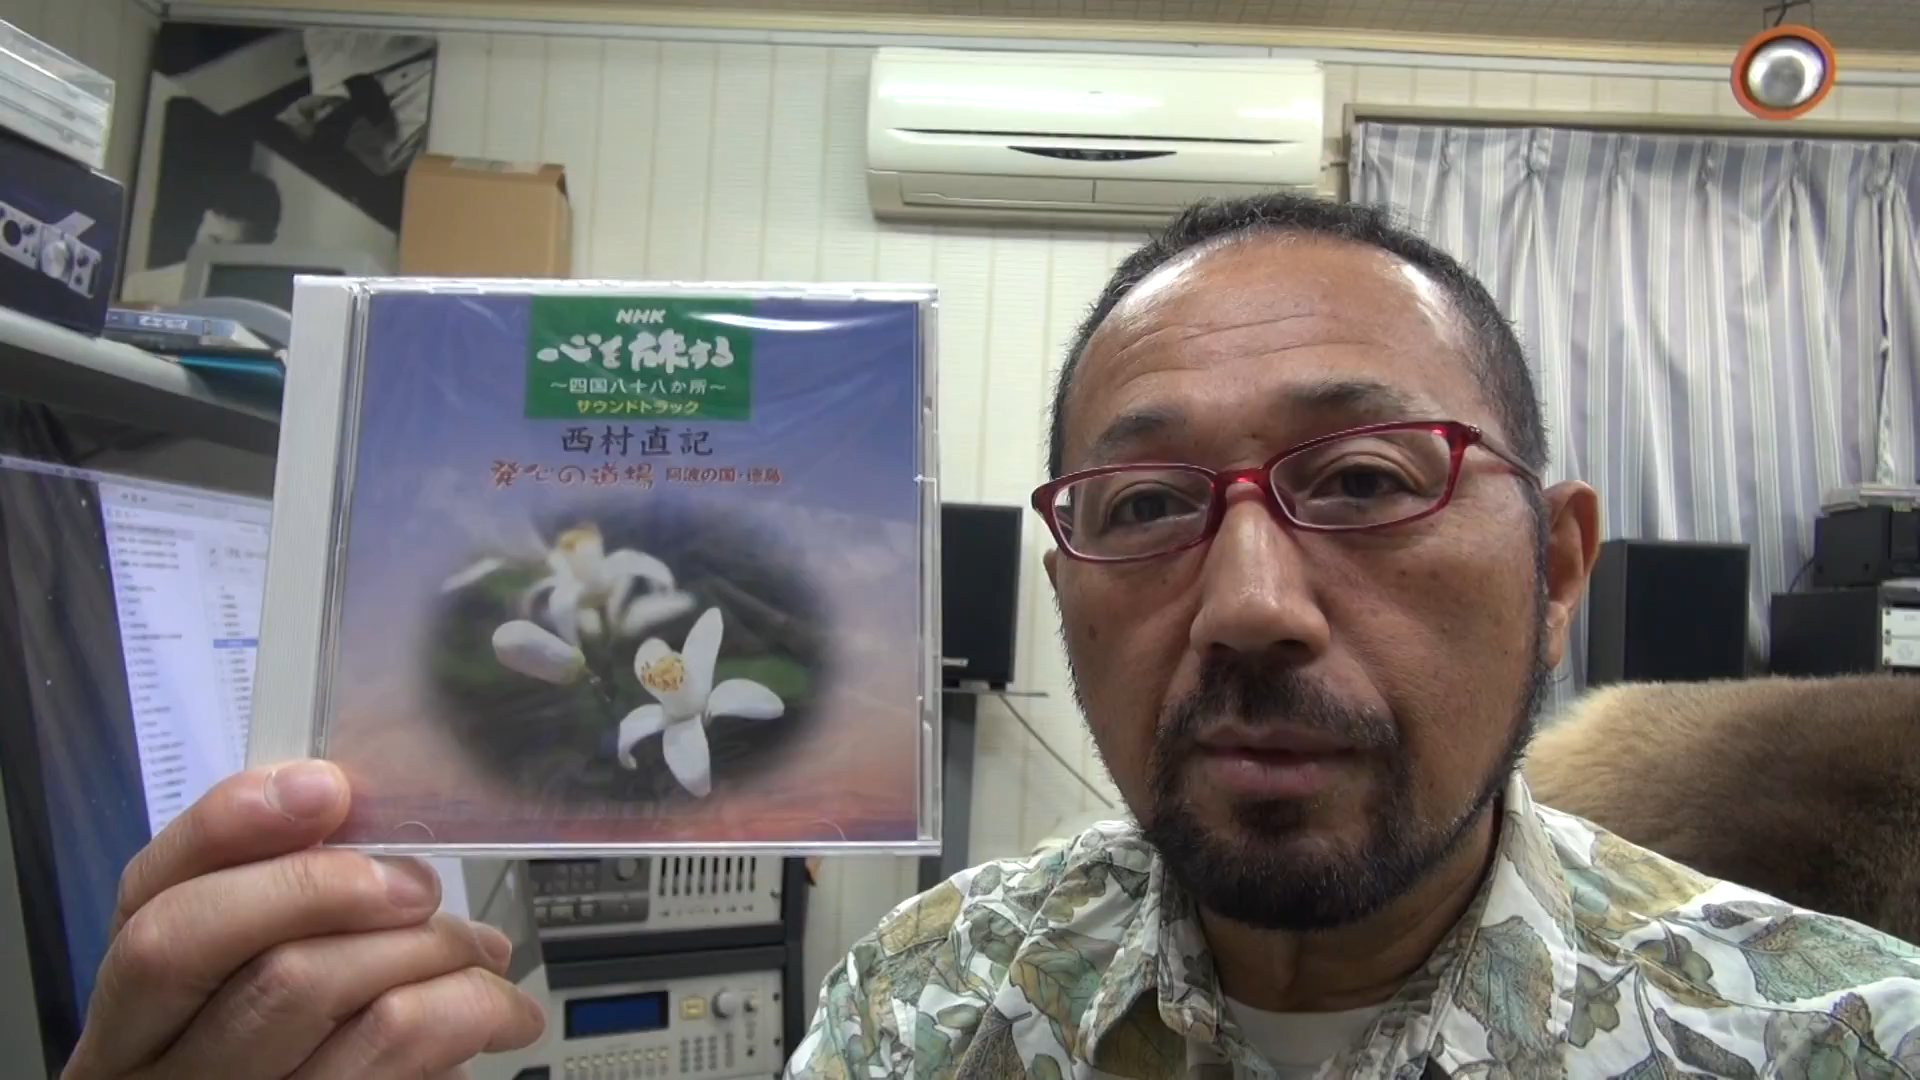 NHK
心を旅する
～四国八十八か所～
サウンドトラック
西村直記
発心の道場 阿波の国・徳島